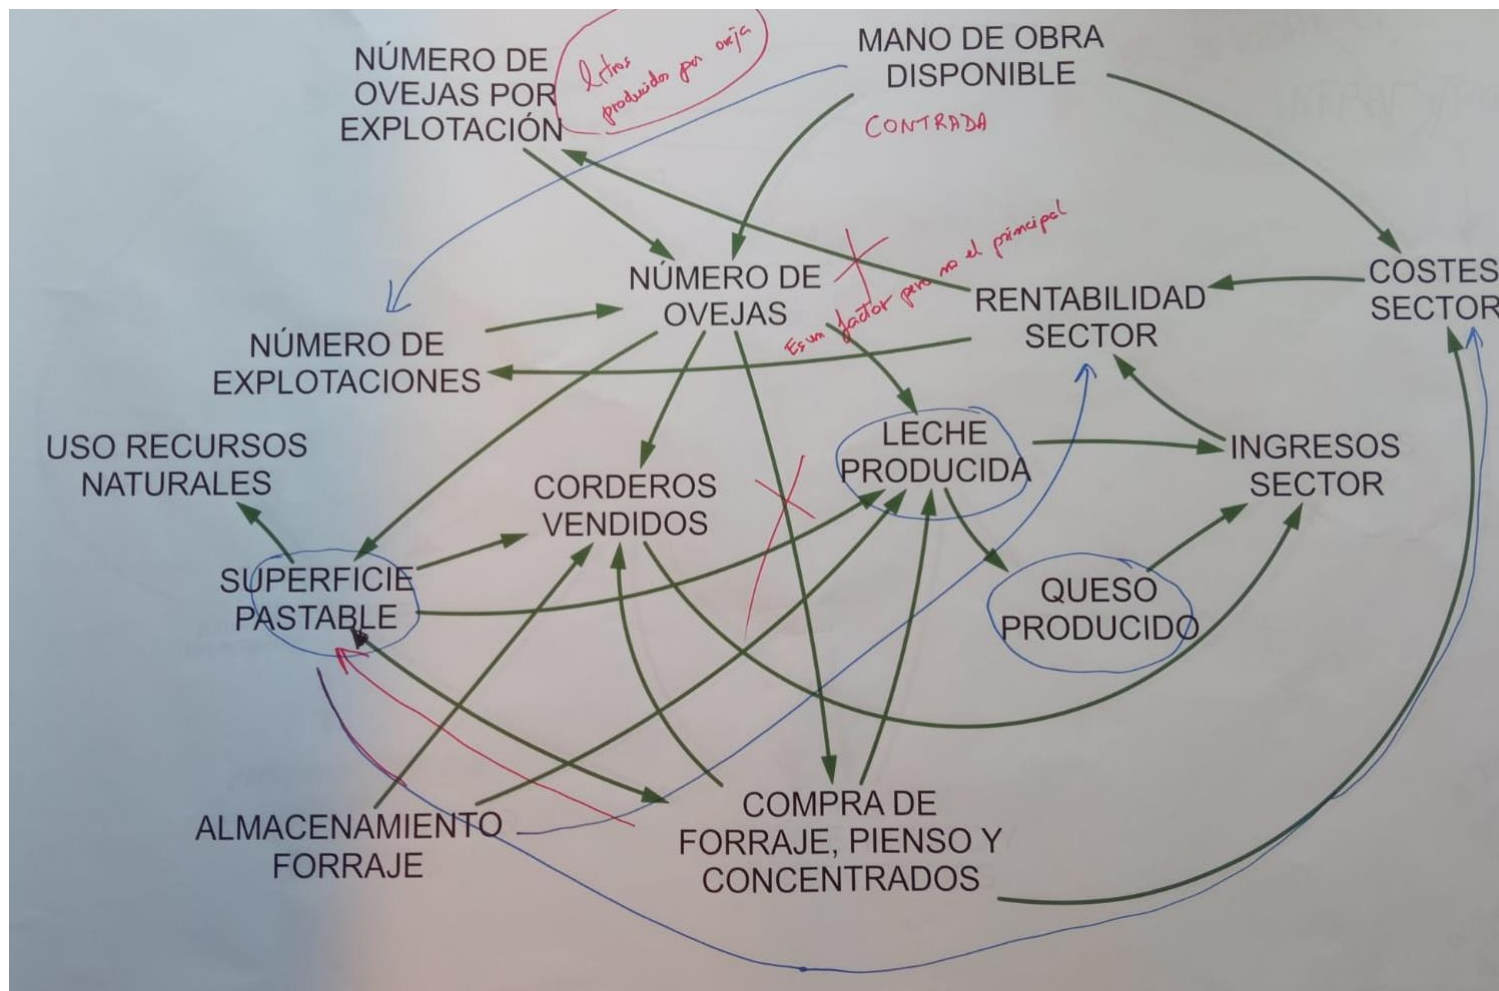 NÚMERO DE
OVEJAS POR
EXPLOTACIÓN
litros
producidos por oveja
MANO DE OBRA
DISPONIBLE
CONTRADA
NÚMERO DE
OVEJAS
Es un factor pero no el principal
RENTABILIDAD
SECTOR
COSTES
SECTOR
NÚMERO DE
EXPLOTACIONES
USO RECURSOS
NATURALES
CORDEROS
VENDIDOS
LECHE
PRODUCIDA
INGRESOS
SECTOR
SUPERFICIE
PASTABLE
QUESO
PRODUCIDO
ALMACENAMIENTO
FORRAJE
COMPRA DE
FORRAJE, PIENSO Y
CONCENTRADOS